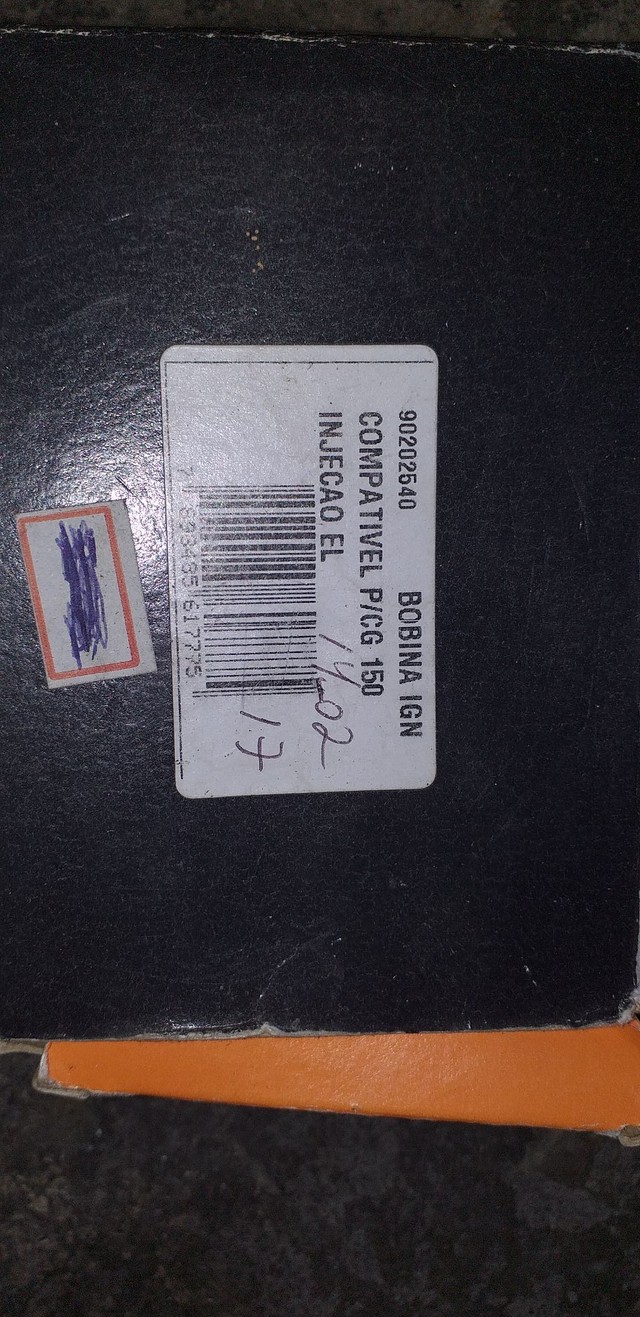 90202540 BOBINA IGN
COMPATIVEL P/CG 150
INJECAO EL
14-02
17